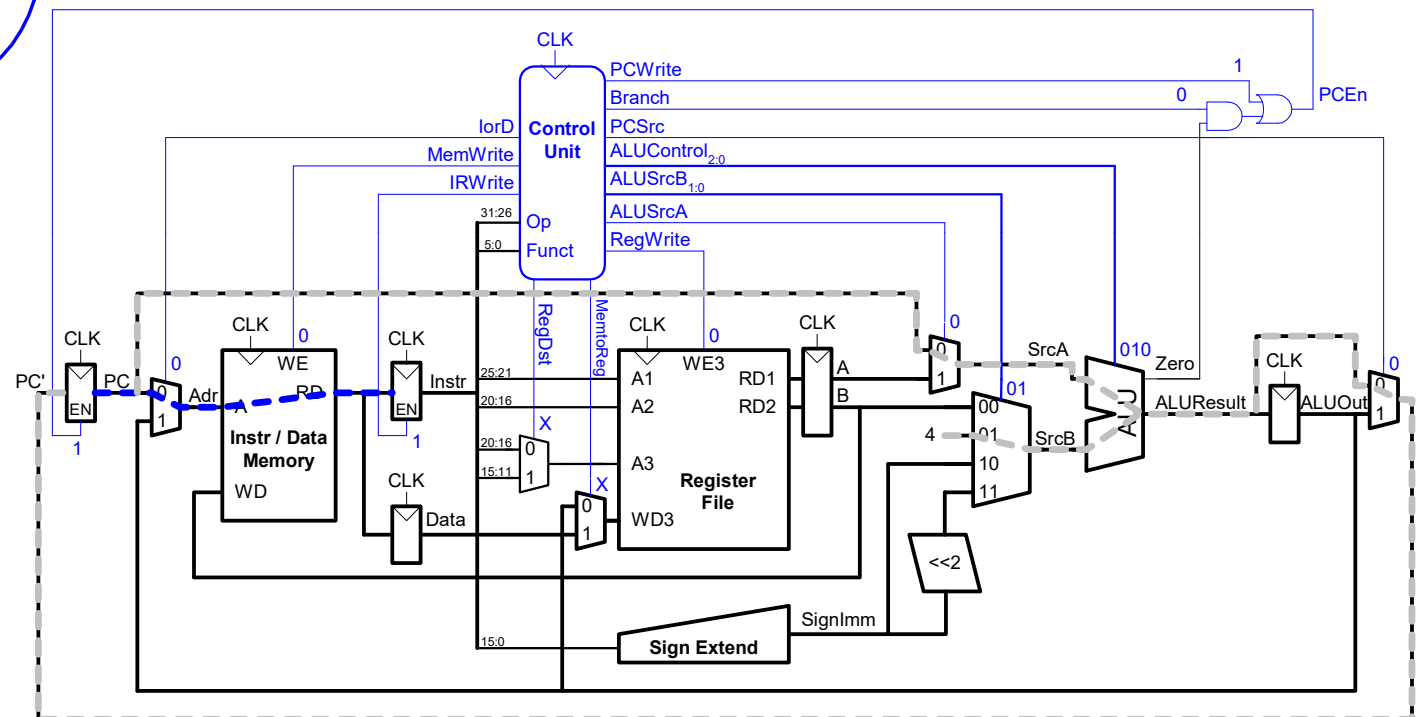 CLK
PCWrite
1
Branch
0
PCEn
IorD
Control
Unit
PCSrc
MemWrite
ALUControl2:0
IRWrite
ALUSrcB1:0
31:26
Op
ALUSrcA
5:0
Funct
RegWrite
RegDst
MemtoReg
CLK
CLK
CLK
CLK
CLK
0
0
0
0
010
0
PC'
PC
EN
1
0
1
Adr
WE
A
RD
Instr / Data
Memory
WD
EN
1
Instr
25:21
20:16
20:16
15:11
X
0
1
X
0
1
CLK
Data
A1
A2
A3
WD3
WE3
RD1
RD2
Register
File
A
B
0
1
SrcA
01
4
00
01
10
11
SrcB
ALU
Zero
ALUResult
CLK
ALUOut
0
1
<<2
15:0
Sign Extend
SignImm